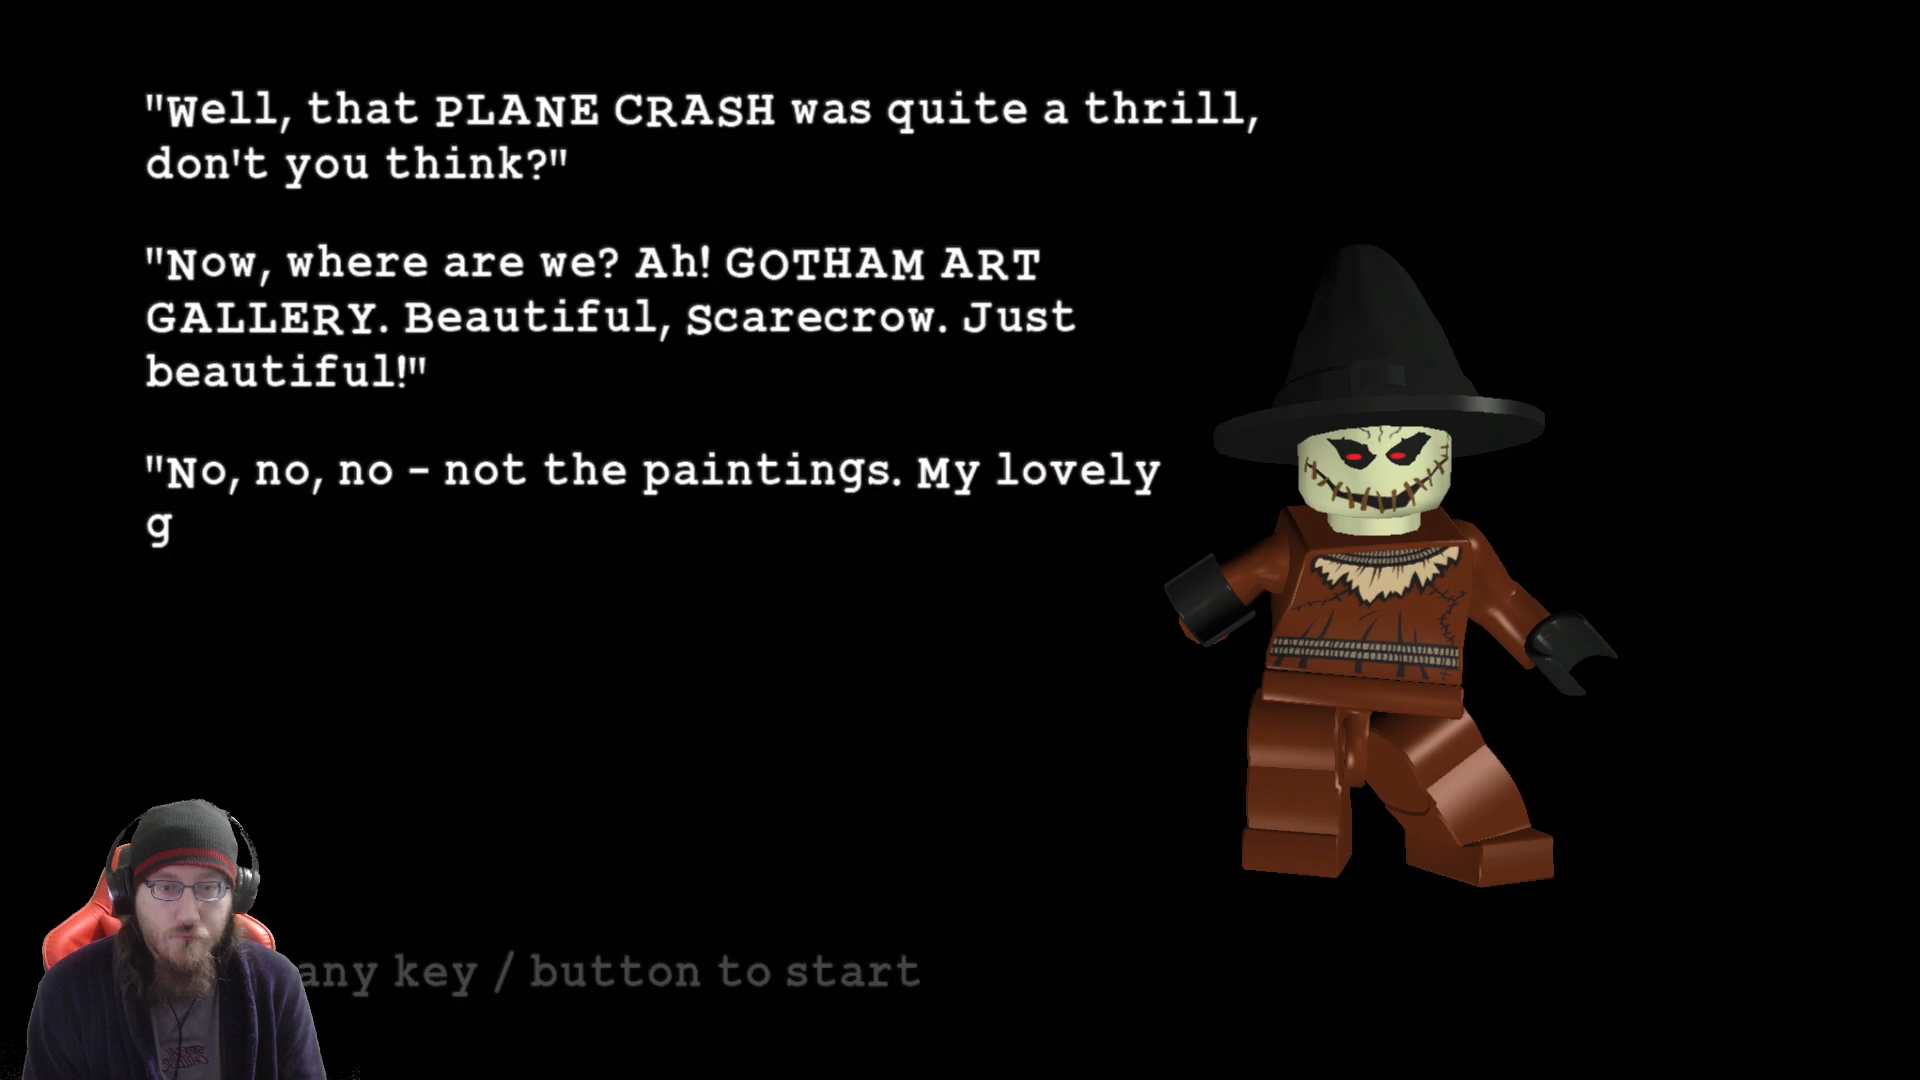 "Well, that PLANE CRASH was quite a thrill,
don't you think?"
"Now, where are we? Ah! GOTHAM ART
GALLERY. Beautiful, Scarecrow. Just
beautiful!"
"No, no, no - not the paintings. My lovely
g
any key / button to start